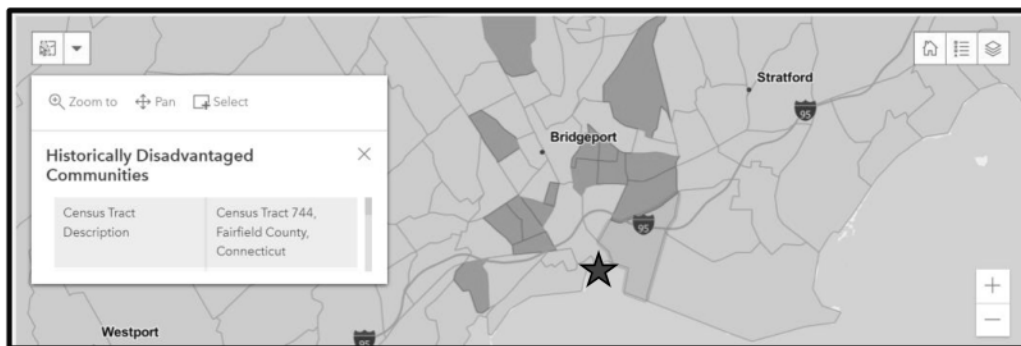 Zoom to Pan Select
Historically Disadvantaged
Communities
Census Tract
Description
Census Tract 744,
Fairfield County,
Connecticut
Stratford
95
Bridgeport
95
Westport
95